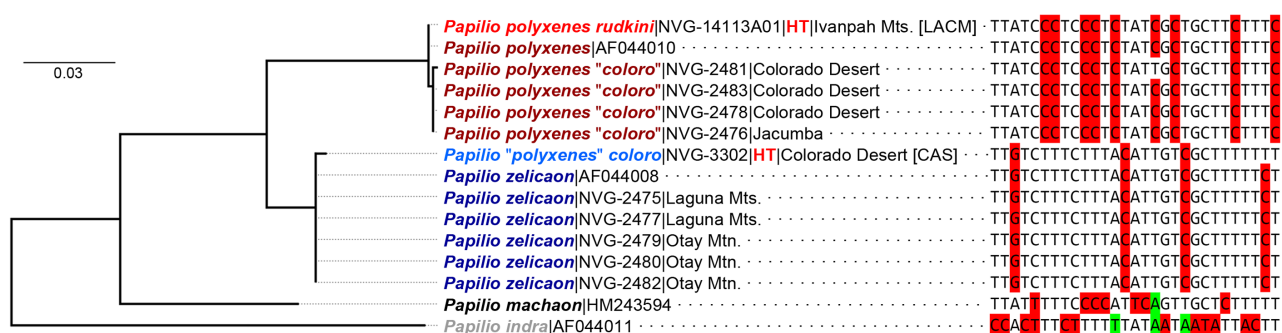 0.03
Papilio polyxenes rudkini|NVG-14113A01|HT|Ivanpah Mts. [LACM] TTATCCCTCCCTCTATCGCTGCTTCTTTC
Papilio polyxenes|AF044010 TTATCCCTCCCTCTATCGCTGCTTCTTTC
Papilio polyxenes "coloro"|NVG-2481|Colorado Desert TTATCCCTCCCTCTATTGCTGCTTCTTTC
Papilio polyxenes "coloro"|NVG-2483|Colorado Desert TTATCCCTCCCTCTATCGCTGCTTCTTTC
Papilio polyxenes "coloro"|NVG-2478|Colorado Desert TTATCCCTCCCTCTATCGCTGCTTCTTTC
Papilio polyxenes "coloro"|NVG-2476|Jacumba TTATCCCTCCCTCTATCGCTGCTTCTTTC
Papilio "polyxenes" coloro|NVG-3302|HT|Colorado Desert [CAS] TTGTCTTTCTTTACATTGTCGCTTTTTTT
Papilio zelicaon|AF044008 TTGTCTTTCTTTACATTGTCGCTTTTTCT
Papilio zelicaon|NVG-2475|Laguna Mts. TTGTCTTTCTTTACATTGTCGCTTTTTCT
Papilio zelicaon|NVG-2477|Laguna Mts. TTGTCTTTCTTTACATTGTCGCTTTTTCT
Papilio zelicaon|NVG-2479|Otay Mtn. TTGTCTTTCTTTACATTGTCGCTTTTTCT
Papilio zelicaon|NVG-2480|Otay Mtn. TTGTCTTTCTTTACATTGTCGCTTTTTCT
Papilio zelicaon|NVG-2482|Otay Mtn. TTGTCTTTCTTTACATTGTCGCTTTTTCT
Papilio machaon|HM243594 TTATTTTTCCCCATTCAGTTGCTCTTTTT
Papilio indra|AF044011 CCACTTTCTTTTTTATAATAATATTACTT